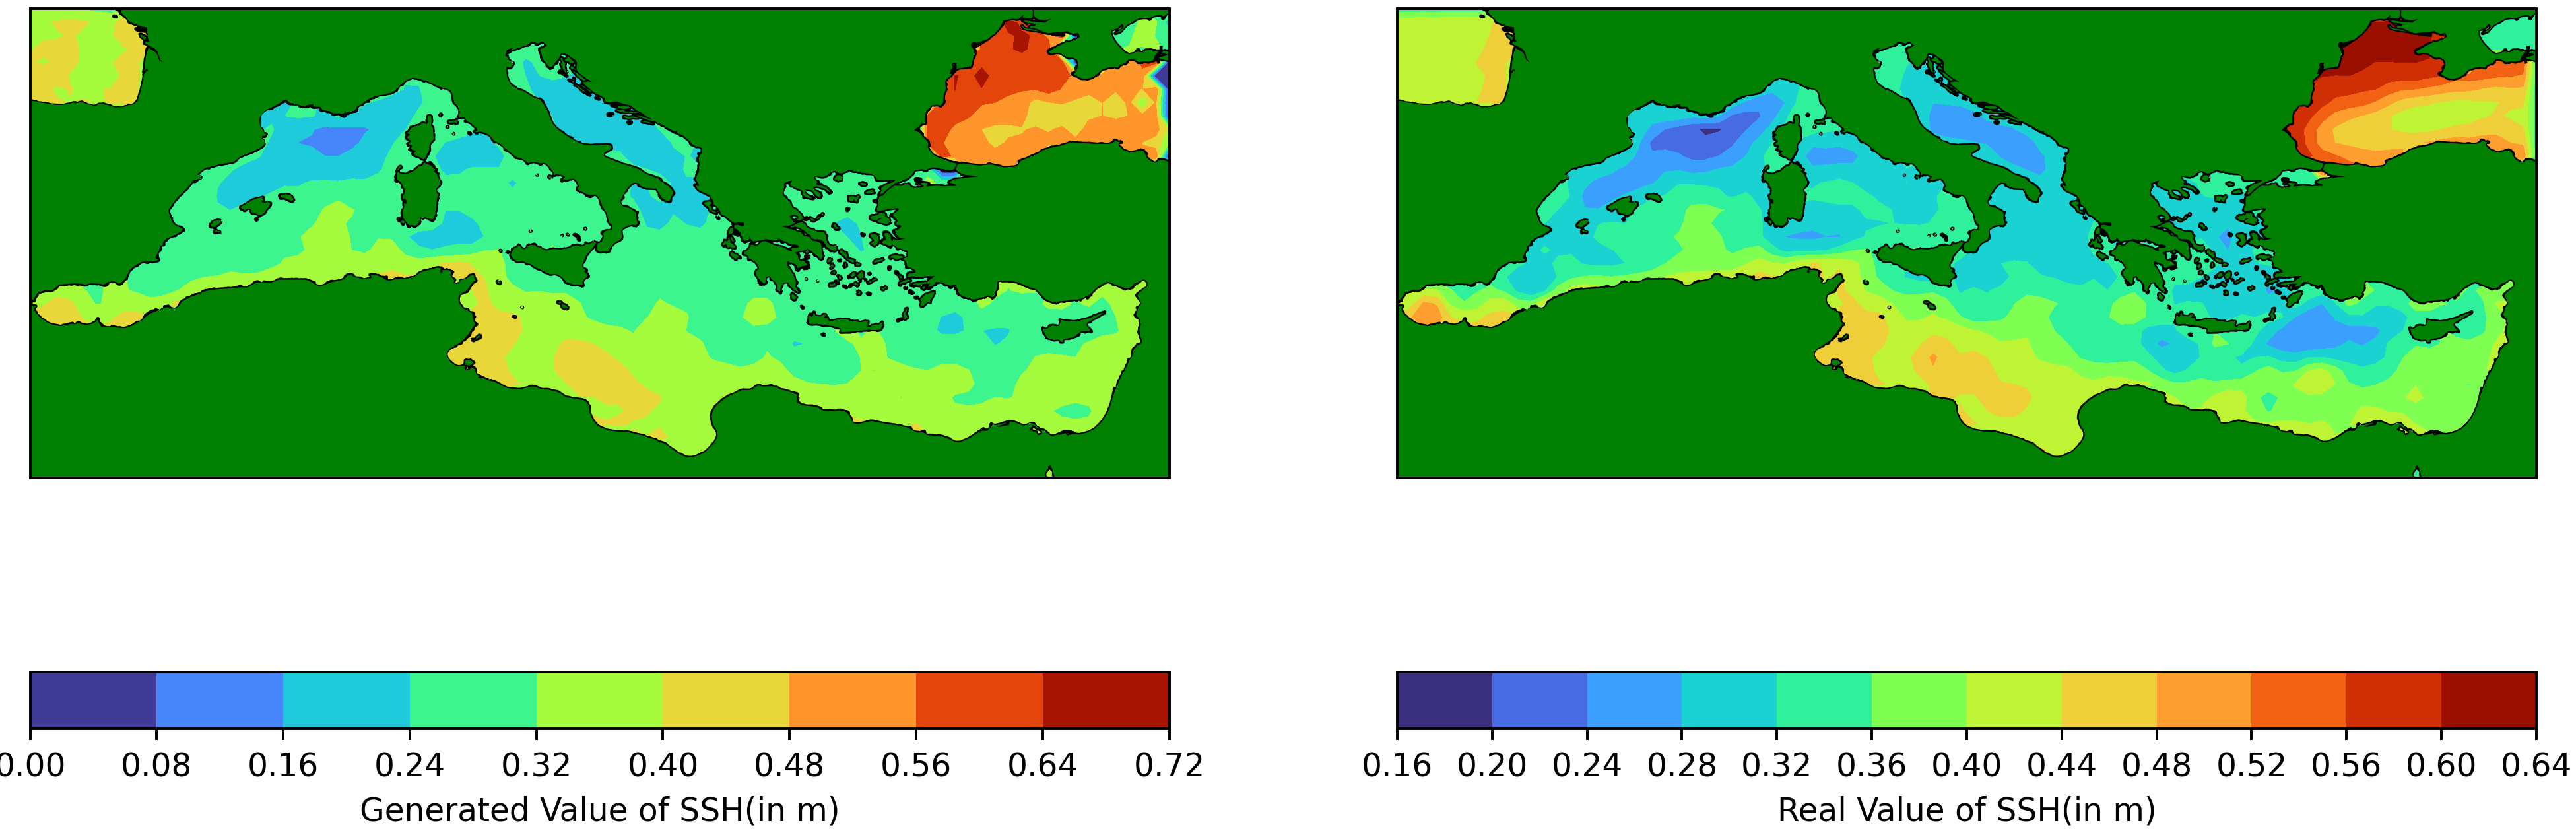 0.00 0.08 0.16 0.24 0.32 0.40 0.48 0.56 0.64 0.72
Generated Value of SSH(in m)
0.16 0.20 0.24 0.28 0.32 0.36 0.40 0.44 0.48 0.52 0.56 0.60 0.64
Real Value of SSH(in m)